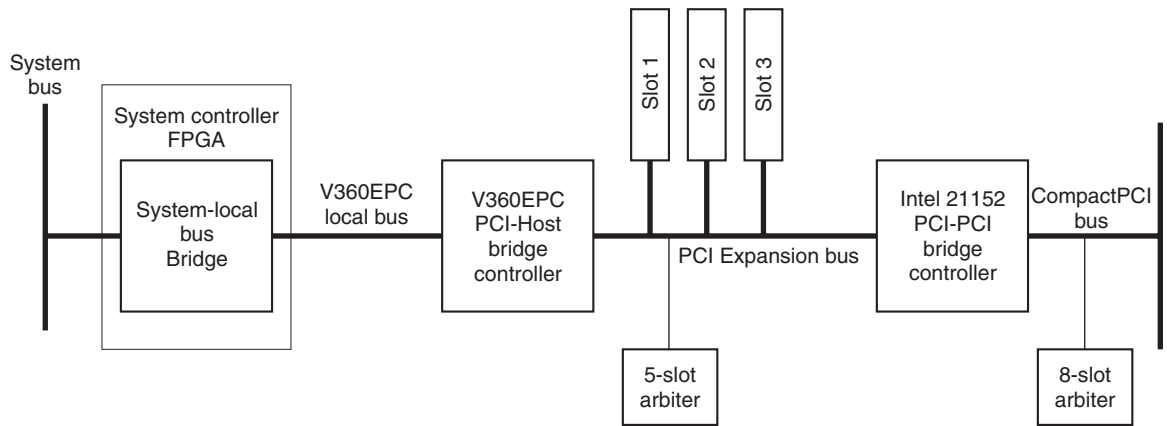 System
bus
System controller
FPGA
System-local
bus
Bridge
V360EPC
local bus
V360EPC
PCI-Host
bridge
controller
Slot 1
Slot 2
Slot 3
PCI Expansion bus
5-slot
arbiter
Intel 21152
PCI-PCI
bridge
controller
CompactPCI
bus
8-slot
arbiter